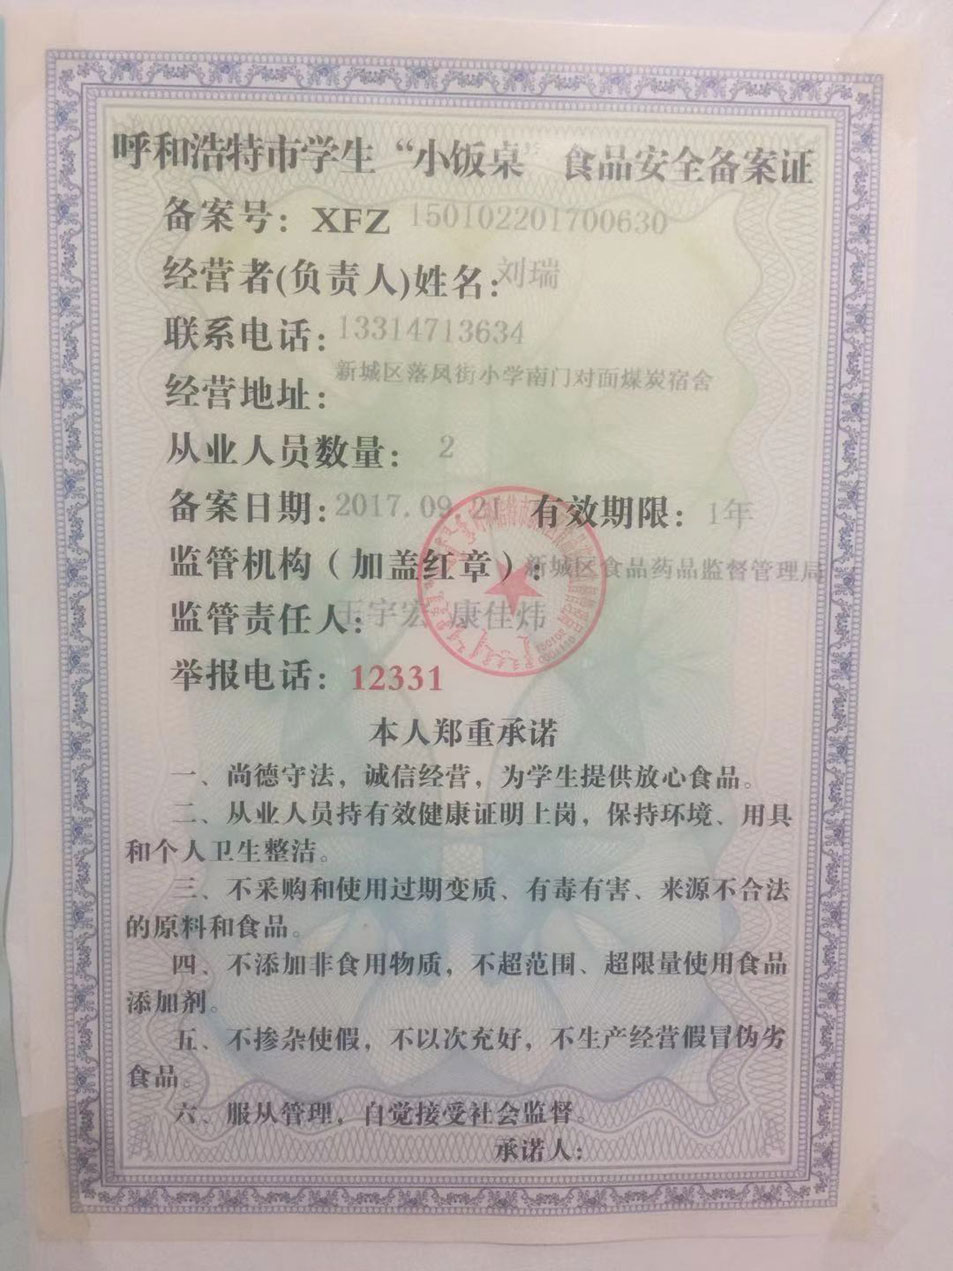 呼和浩特市学生“小饭桌”食品安全备案证
备案号：XFZ 150102201700630
经营者(负责人)姓名：刘瑞
联系电话：13314713634
经营地址：新城区落凤街小学南门对面煤炭宿舍
从业人员数量：2
备案日期：2017.09.21 有效期限：1年
监管机构（加盖红章）：新城区食品药品监督管理局
监管责任人：王宇宏 康佳炜
举报电话：12331
本人郑重承诺
一、尚德守法，诚信经营，为学生提供放心食品。
二、从业人员持有效健康证明上岗，保持环境、用具
和个人卫生整洁。
三、不采购和使用过期变质、有毒有害、来源不合法
的原料和食品。
四、不添加非食用物质，不超范围、超限量使用食品
添加剂。
五、不掺杂使假，不以次充好，不生产经营假冒伪劣
食品。
六、服从管理，自觉接受社会监督。
承诺人：